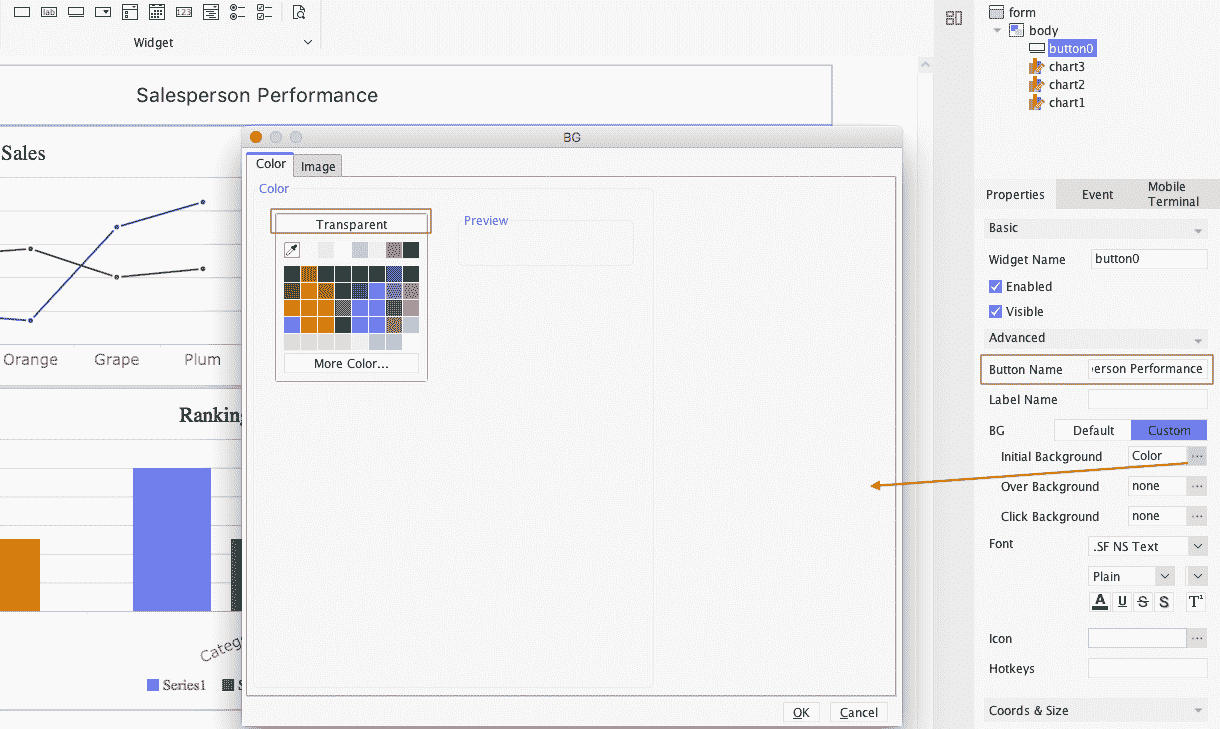 lab
123
Widget
Salesperson Performance
Sales
Orange Grape Plum
Ranking
Series1
BG
Color Image
Color
Transparent
Preview
More Color...
OK Cancel
form
body
button0
chart3
chart2
chart1
Properties Event Mobile Terminal
Basic
Widget Name button0
Enabled
Visible
Advanced
Button Name erson Performance
Label Name
BG Default Custom
Initial Background Color ...
Over Background none ...
Click Background none ...
Font .SF NS Text
Plain
A U S S T
Icon ...
Hotkeys
Coords & Size